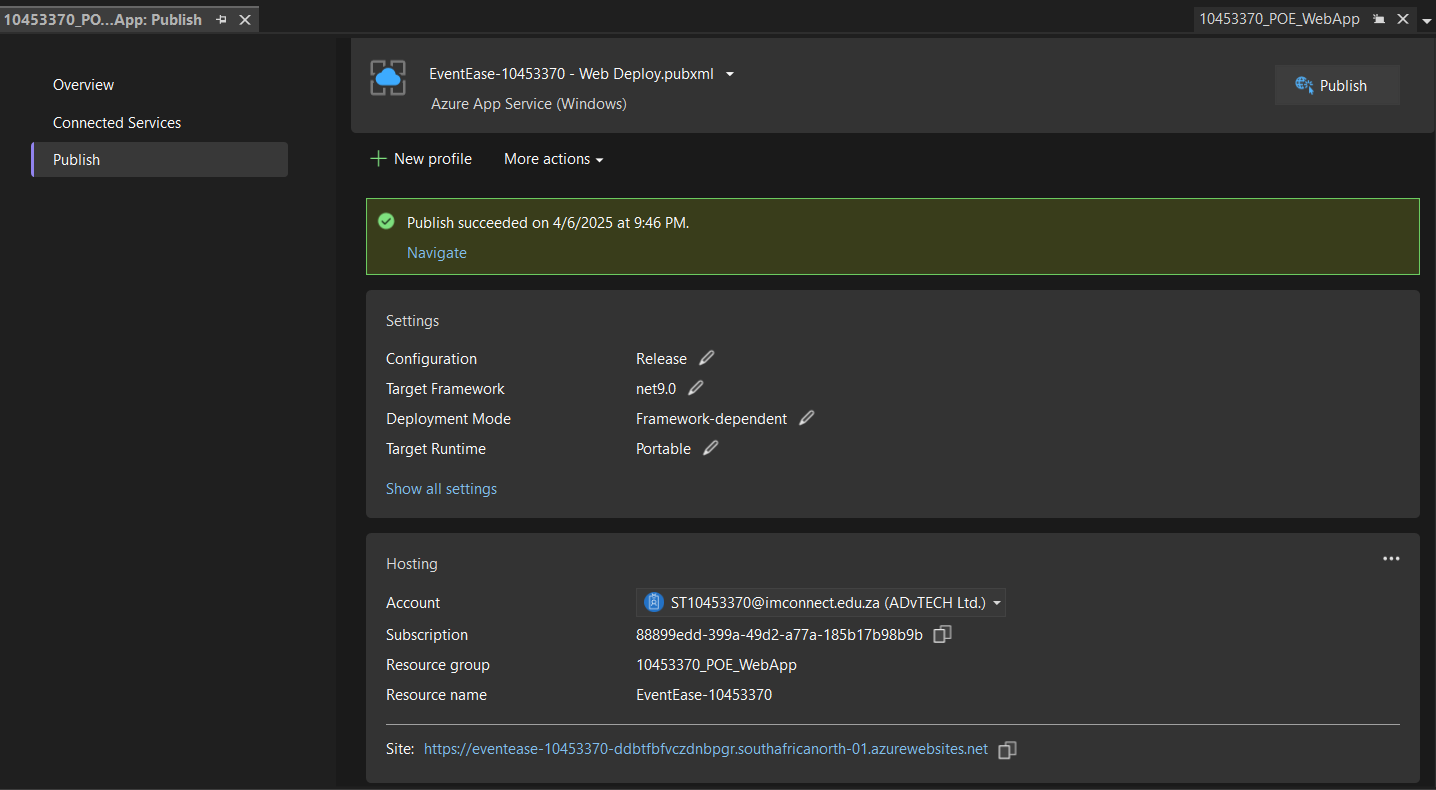 10453370_PO...App: Publish
10453370_POE_WebApp
Overview
Connected Services
Publish
EventEase-10453370 - Web Deploy.pubxml
Azure App Service (Windows)
Publish
New profile
More actions
Publish succeeded on 4/6/2025 at 9:46 PM.
Navigate
Settings
Configuration Release
Target Framework net9.0
Deployment Mode Framework-dependent
Target Runtime Portable
Show all settings
Hosting
Account ST10453370@imconnect.edu.za (ADvTECH Ltd.)
Subscription 88899edd-399a-49d2-a77a-185b17b98b9b
Resource group 10453370_POE_WebApp
Resource name EventEase-10453370
Site: https://eventease-10453370-ddbtfbfvczdnbpgr.southafricanorth-01.azurewebsites.net